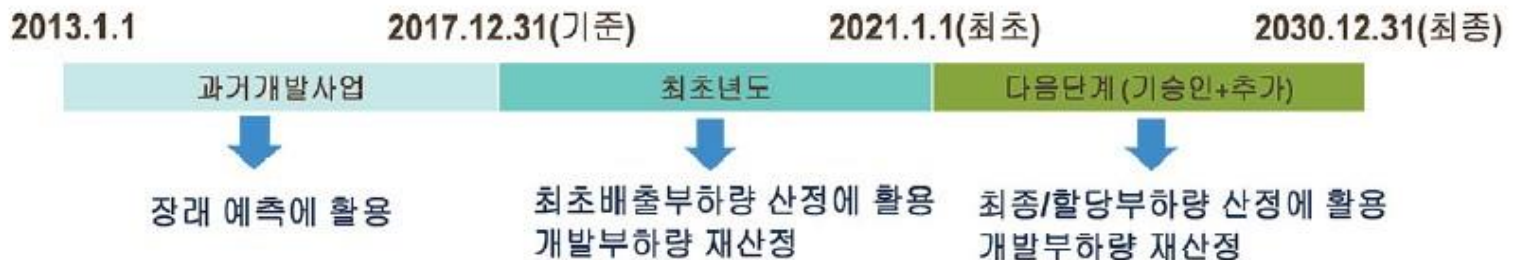 2013.1.1 2017.12.31(기준) 2021.1.1(최초) 2030.12.31(최종)
과거개발사업 최초년도 다음단계(기승인+추가)
장래 예측에 활용 최초배출부하량 산정에 활용 최종/할당부하량 산정에 활용
개발부하량 재산정 개발부하량 재산정